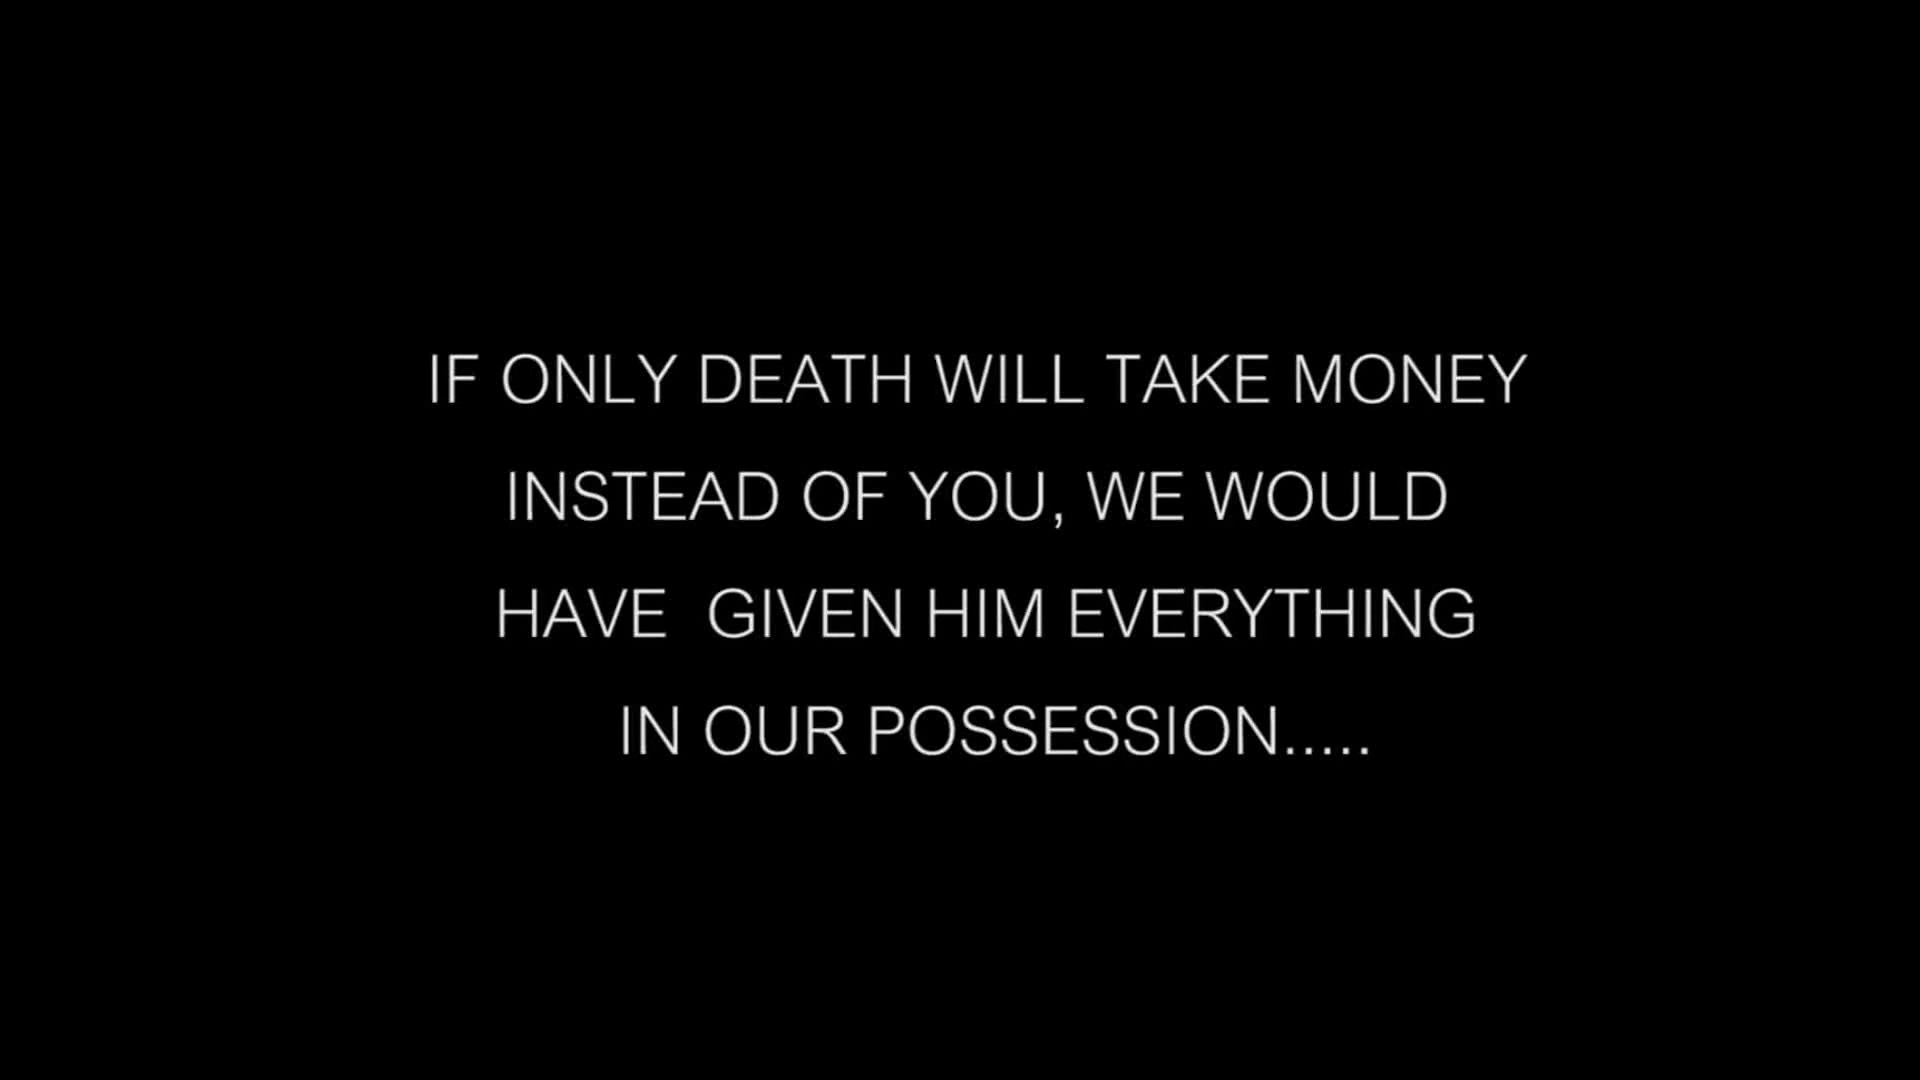 IF ONLY DEATH WILL TAKE MONEY
INSTEAD OF YOU, WE WOULD
HAVE  GIVEN HIM EVERYTHING
IN OUR POSSESSION.....